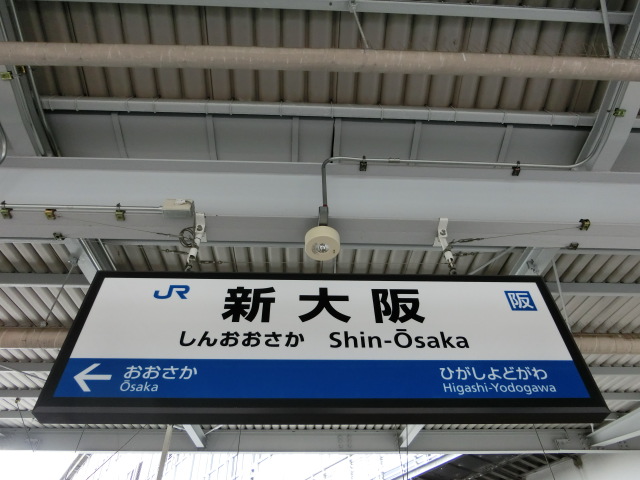 JR 新大阪 阪
しんおおさか Shin-Ōsaka
← おおさか ひがしよどがわ
Ōsaka Higashi-Yodogawa